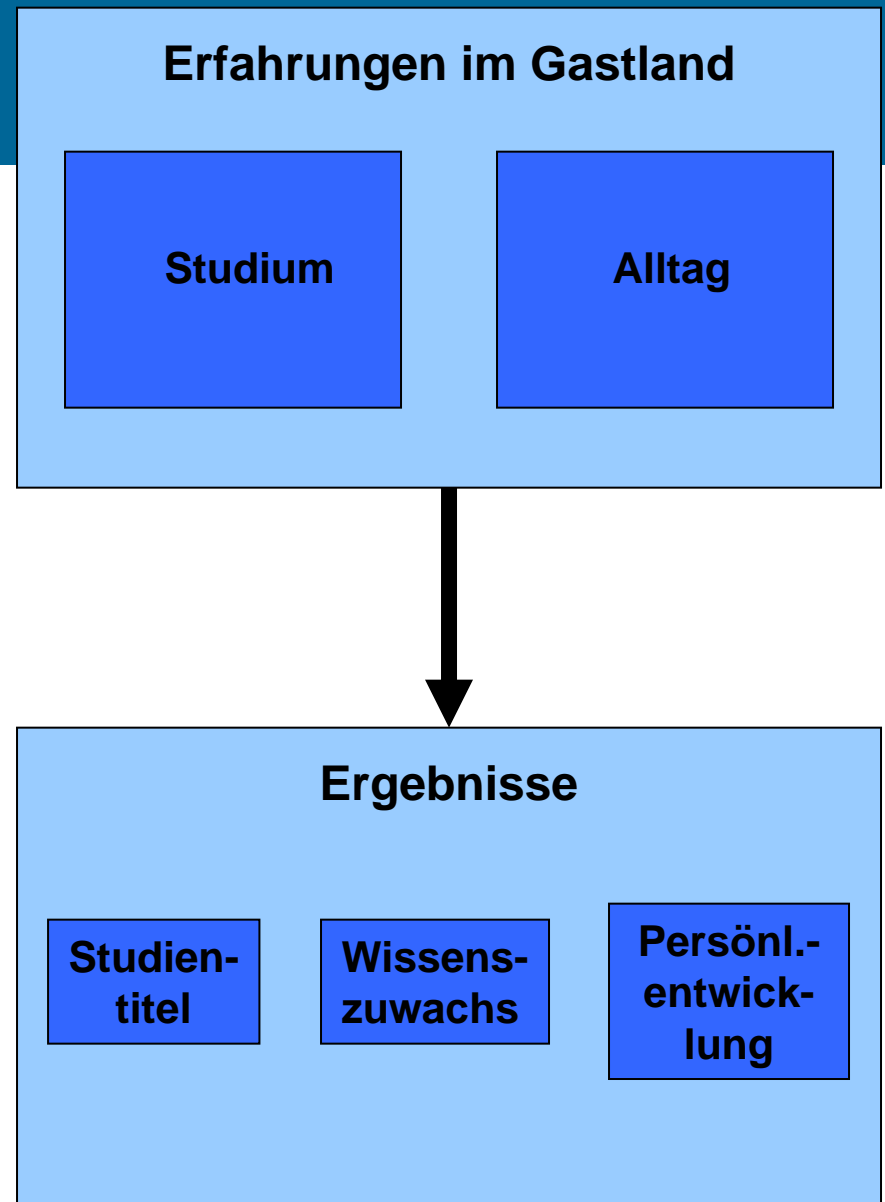 Erfahrungen im Gastland
Studium
Alltag
Ergebnisse
Studien-
titel
Wissens-
zuwachs
Persönl.-
entwick-
lung